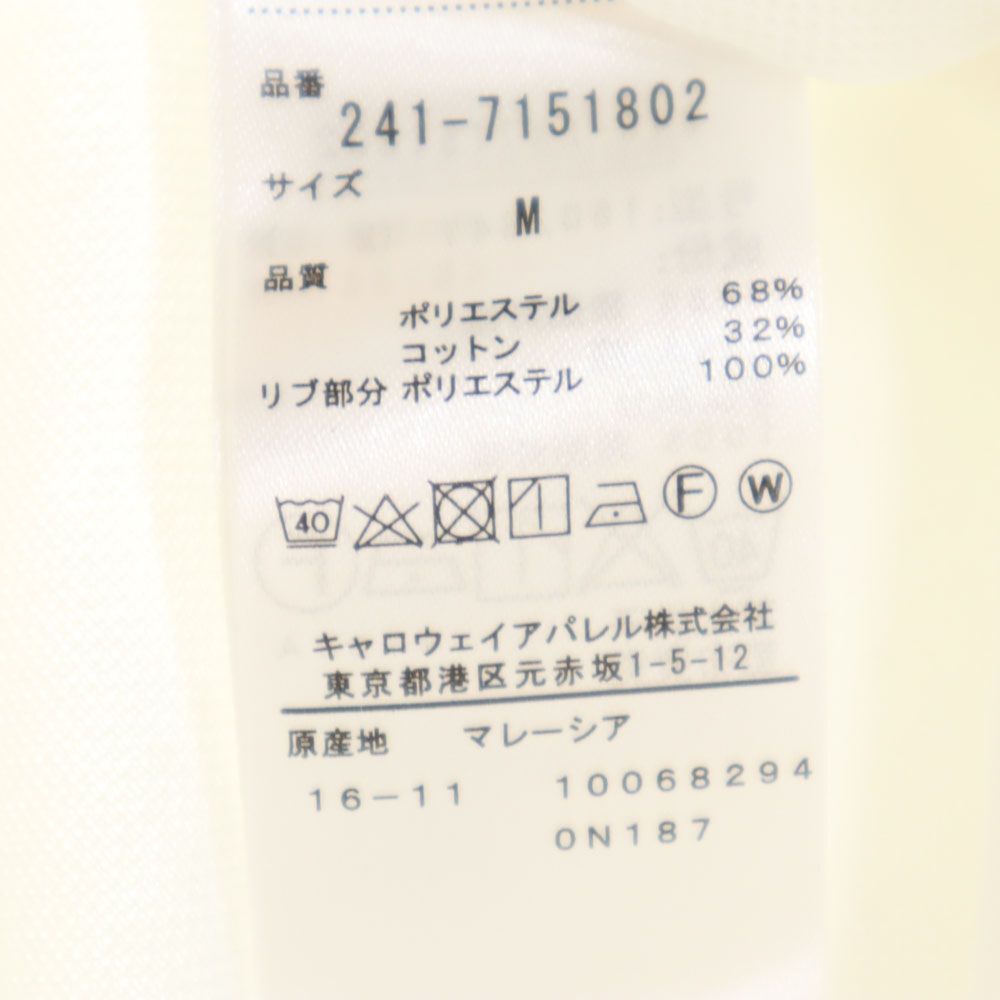 品番
241-7151802
サイズ
M
品質
ポリエステル 68%
コットン 32%
リブ部分 ポリエステル 100%
40 F W
キャロウェイアパレル株式会社
東京都港区元赤坂1-5-12
原産地 マレーシア
16-11 10068294
0N187